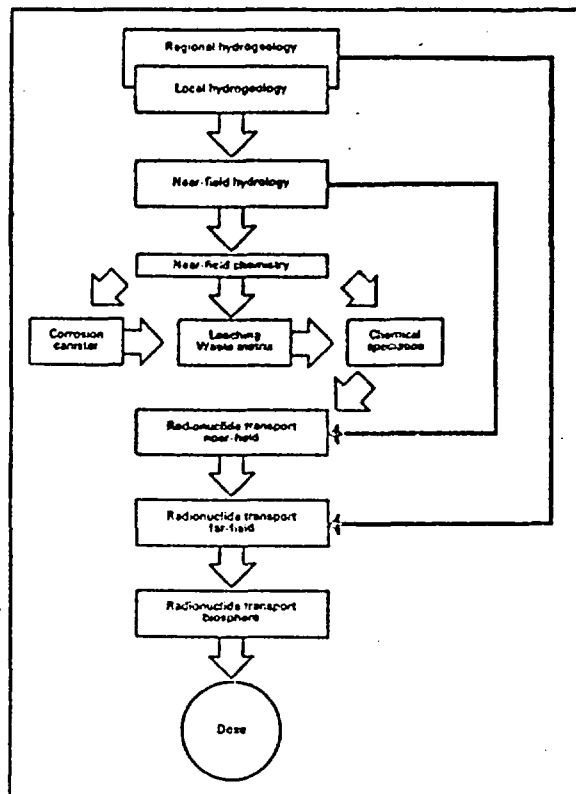 Regional hydrogeology
Local hydrogeology
Near-field hydrology
Near-field chemistry
Corrosion
canister
Leaching
Waste matrix
Chemical
speciation
Radionuclide transport
near-field
Radionuclide transport
far-field
Radionuclide transport
biosphere
Dose